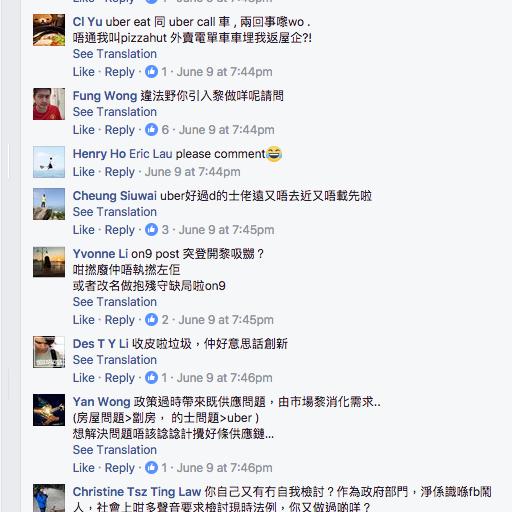 Like · Reply · 1 · June 9 at 7:44pm
CI Yu uber eat 同 uber call 車 , 兩回事嚟wo .
唔通我叫pizzahut 外賣電單車車埋我返屋企?!
See Translation
Like · Reply · 1 · June 9 at 7:44pm
Fung Wong 違法野你引入黎做咩呢請問
See Translation
Like · Reply · 6 · June 9 at 7:44pm
Henry Ho Eric Lau please comment😂
Like · Reply · June 9 at 7:44pm
Cheung Siuwai uber好過d的士佬遠又唔去近又唔載先啦
See Translation
Like · Reply · 3 · June 9 at 7:45pm
Yvonne Li on9 post 突登開黎吸嬲？
咁撚廢仲唔執撚左佢
或者改名做抱殘守缺局啦on9
See Translation
Like · Reply · 2 · June 9 at 7:45pm
Des T Y Li 收皮啦垃圾，仲好意思話創新
See Translation
Like · Reply · 1 · June 9 at 7:46pm
Yan Wong 政策過時帶來既供應問題，由市場黎消化需求..
(房屋問題>劏房， 的士問題>uber )
想解決問題唔該諗諗計攪好條供應鏈...
See Translation
Like · Reply · 1 · June 9 at 7:46pm
Christine Tsz Ting Law 你自己又有冇自我檢討？作為政府部門，淨係識喺fb鬧
人，社會上咁多聲音要求檢討現時法例，你又做過啲咩？